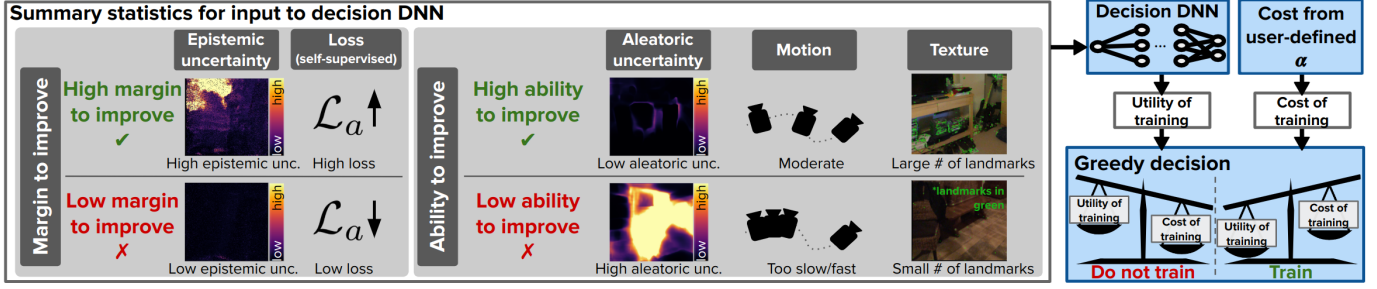 Summary statistics for input to decision DNN
Margin to improve
Epistemic
uncertainty
Loss
(self-supervised)
High margin
to improve
✓
high
low
ℒa
High epistemic unc.
High loss
Low margin
to improve
✗
high
low
ℒa
Low epistemic unc.
Low loss
Ability to improve
Aleatoric
uncertainty
Motion
Texture
High ability
to improve
✓
high
low
Low aleatoric unc.
Moderate
Large # of landmarks
Low ability
to improve
✗
high
low
*landmarks in
green
High aleatoric unc.
Too slow/fast
Small # of landmarks
Decision DNN
...
...
Cost from
user-defined
α
Utility of
training
Cost of
training
Greedy decision
Utility of
training
Cost of
training
Do not train
Utility of
training
Cost of
training
Train